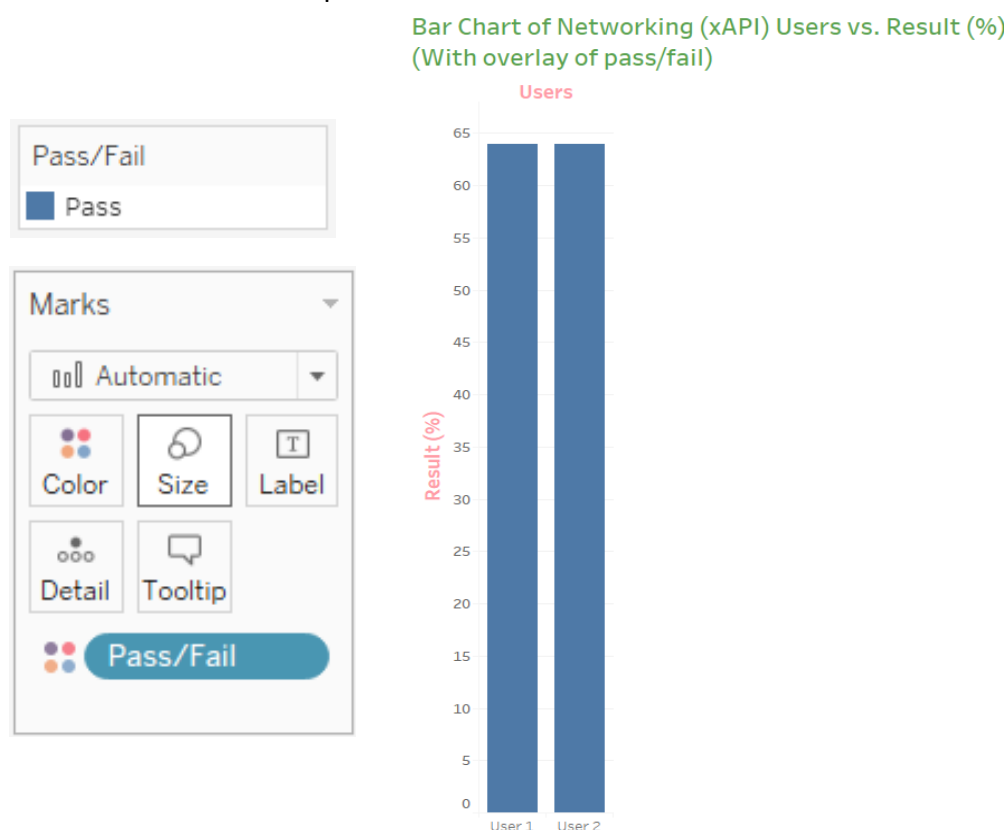 Bar Chart of Networking (xAPI) Users vs. Result (%)
(With overlay of pass/fail)
Users
Pass/Fail
Pass
Marks
Automatic
Color
Size
T
Label
Detail
Tooltip
Pass/Fail
Result (%)
65
60
55
50
45
40
35
30
25
20
15
10
5
0
User 1
User 2